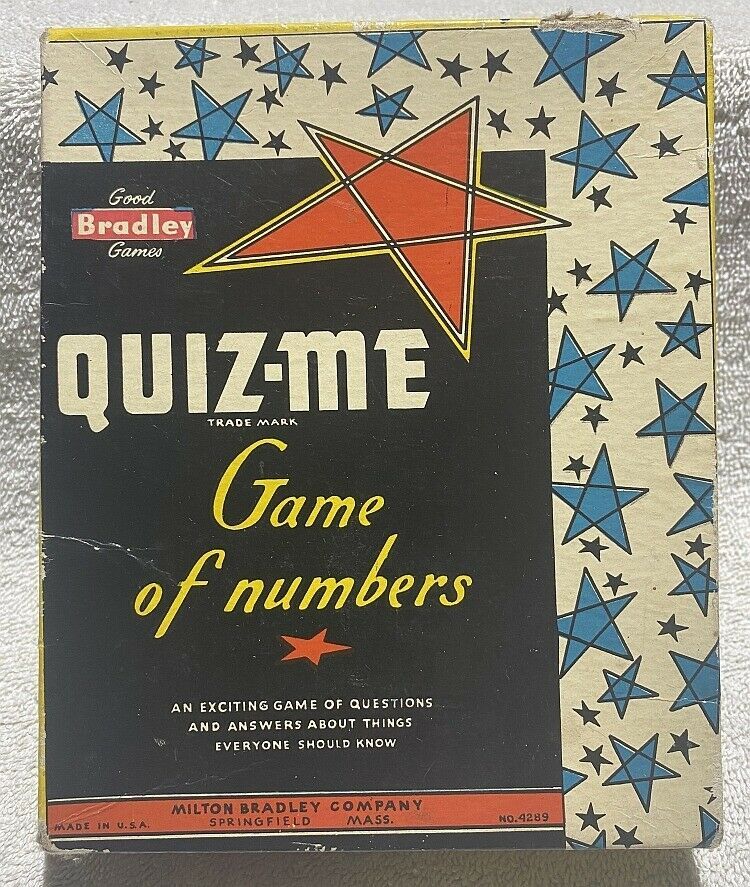 Good
Bradley
Games
QUIZ-ME
TRADE MARK
Game
of numbers
AN EXCITING GAME OF QUESTIONS
AND ANSWERS ABOUT THINGS
EVERYONE SHOULD KNOW
MILTON BRADLEY COMPANY
MADE IN U.S.A. SPRINGFIELD MASS. NO.4289